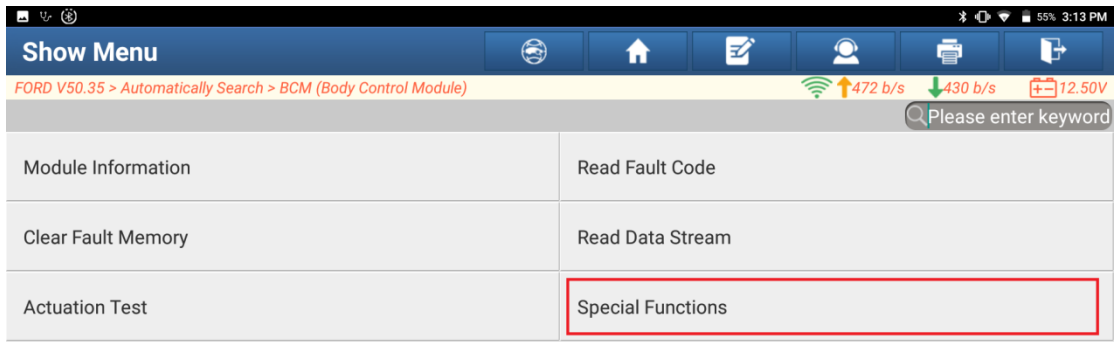 55% 3:13 PM
Show Menu
FORD V50.35 > Automatically Search > BCM (Body Control Module) 472 b/s 430 b/s 12.50V
Please enter keyword
Module Information Read Fault Code
Clear Fault Memory Read Data Stream
Actuation Test Special Functions